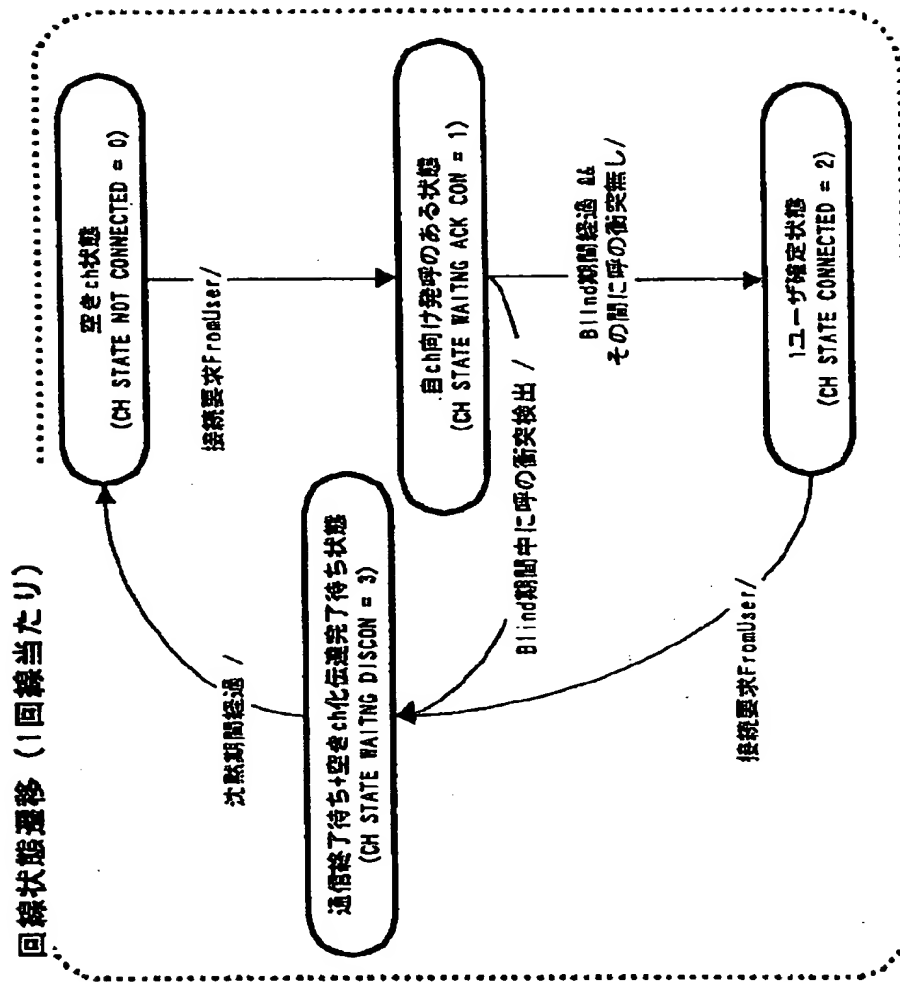 回線状態遷移 (1回線当たり)
空きch状態
(CH STATE NOT CONNECTED = 0)
接続要求FromUser/
自ch向け発呼のある状態
(CH STATE WAITNG ACK CON = 1)
Blind期間経過 &&
その間に呼の衝突無し/
1ユーザ確定状態
(CH STATE CONNECTED = 2)
Blind期間中に呼の衝突検出 /
接続要求FromUser/
通信終了待ち+空きch化伝達完了待ち状態
(CH STATE WAITNG DISCON = 3)
沈黙期間経過 /